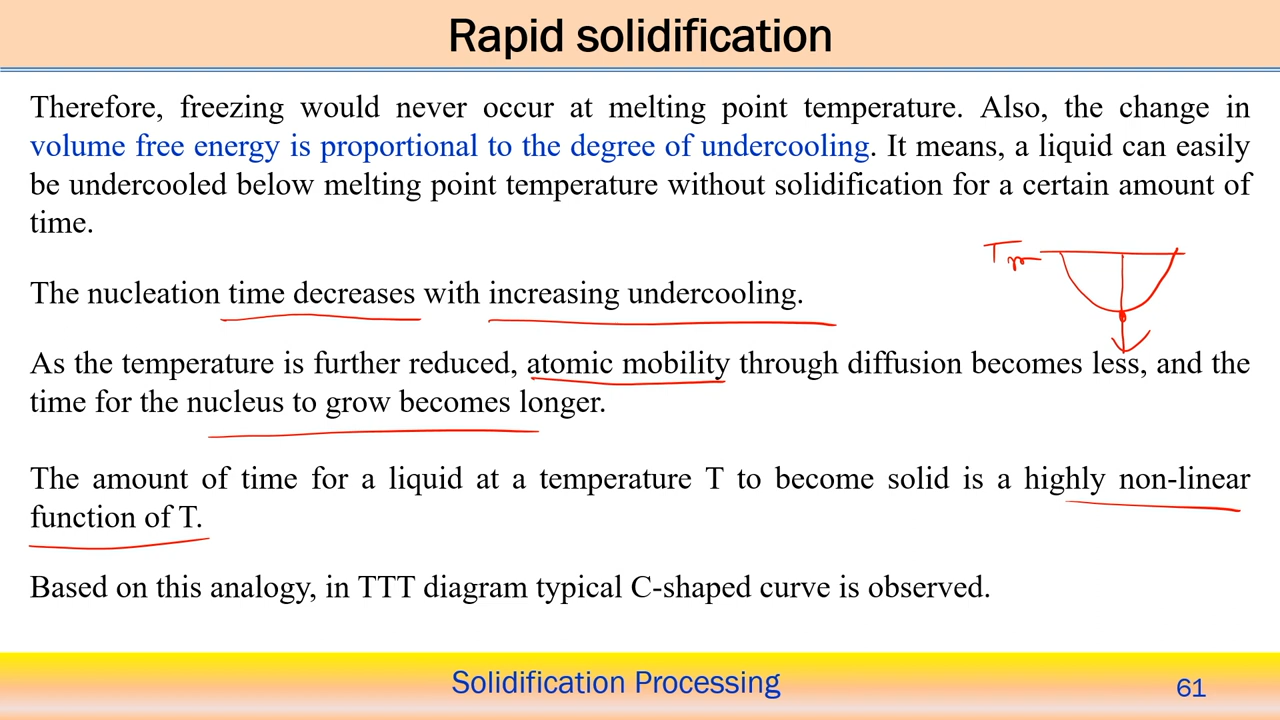 Rapid solidification
Therefore, freezing would never occur at melting point temperature. Also, the change in
volume free energy is proportional to the degree of undercooling. It means, a liquid can easily
be undercooled below melting point temperature without solidification for a certain amount of
time.
Tm
The nucleation time decreases with increasing undercooling.
As the temperature is further reduced, atomic mobility through diffusion becomes less, and the
time for the nucleus to grow becomes longer.
The amount of time for a liquid at a temperature T to become solid is a highly non-linear
function of T.
Based on this analogy, in TTT diagram typical C-shaped curve is observed.
Solidification Processing
61